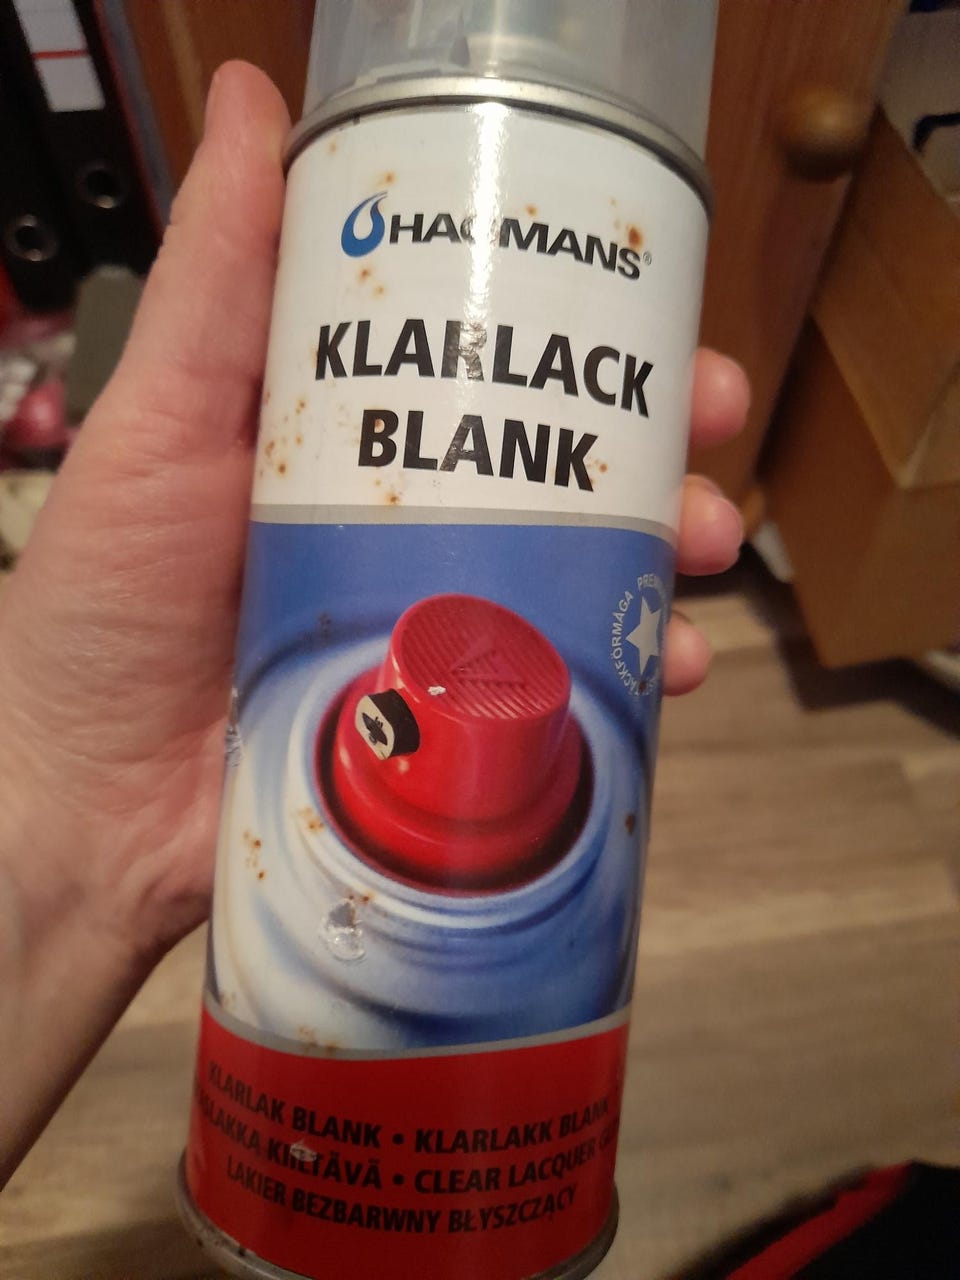 HAGMANS®
KLARLACK
BLANK
KLARLAK BLANK • KLARLAKK BLANK
KIILTÄVÄ • CLEAR LACQUER
LAKIER BEZBARWNY BŁYSZCZĄCY